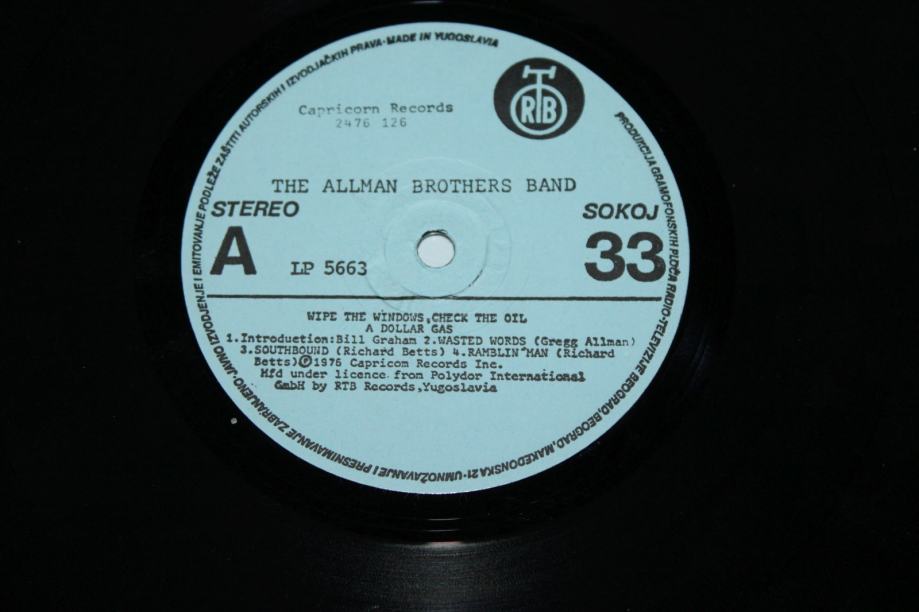 JAVNO IZVODJENJE I EMITOVANJE PODLEŽE ZAŠTITI AUTORSKIH I IZVODJAČKIH PRAVA·MADE IN YUGOSLAVIA
RTB
Capricorn Records
2476 126
THE ALLMAN BROTHERS BAND
STEREO SOKOJ
A LP 5663 33
WIPE THE WINDOWS,CHECK THE OIL
A DOLLAR GAS
1.Introduction:Bill Graham 2.WASTED WORDS (Gregg Allman)
3.SOUTHBOUND (Richard Betts) 4.RAMBLIN'MAN (Richard
Betts)Ⓟ1976 Capricorn Records Inc.
Mfd under licence from Polydor International
GmbH by RTB Records,Yugoslavia
PRODUKCIJA GRAMOFONSKIH PLOČA RADIO-TELEVIZIJE BEOGRAD,BEOGRAD,MAKEDONSKA 21·UMNOŽAVANJE I PRESNIMAVANJE ZABRANJENO·